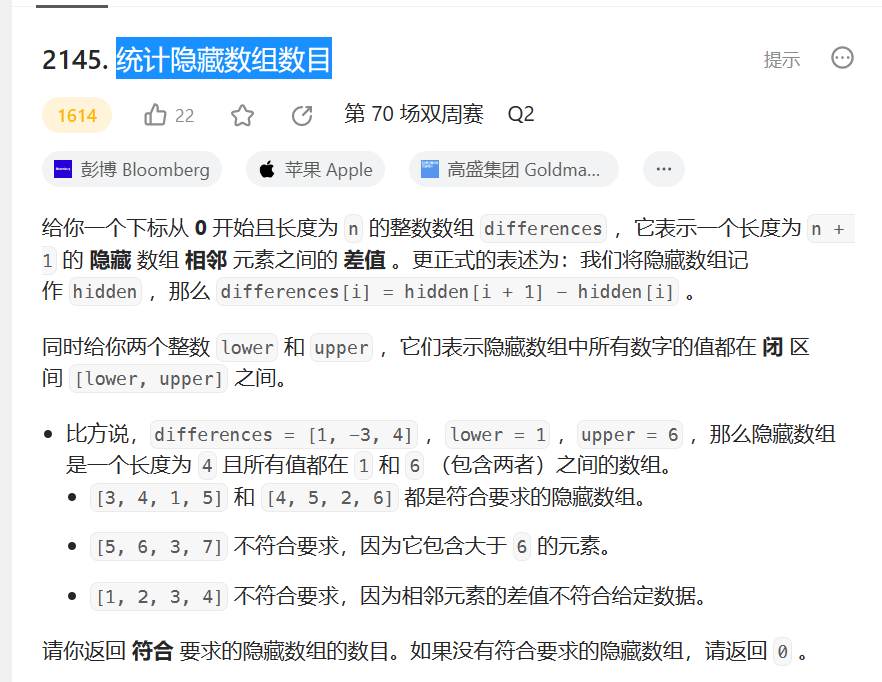 2145. 统计隐藏数组数目
提示
1614 22 第 70 场双周赛 Q2
彭博 Bloomberg 苹果 Apple 高盛集团 Goldma... ...
给你一个下标从 0 开始且长度为 n 的整数数组 differences ，它表示一个长度为 n +
1 的 隐藏 数组 相邻 元素之间的 差值 。更正式的表述为：我们将隐藏数组记
作 hidden ，那么 differences[i] = hidden[i + 1] - hidden[i] 。
同时给你两个整数 lower 和 upper ，它们表示隐藏数组中所有数字的值都在 闭 区
间 [lower, upper] 之间。
比方说，differences = [1, -3, 4] ，lower = 1 ，upper = 6 ，那么隐藏数组
是一个长度为 4 且所有值都在 1 和 6 （包含两者）之间的数组。
[3, 4, 1, 5] 和 [4, 5, 2, 6] 都是符合要求的隐藏数组。
[5, 6, 3, 7] 不符合要求，因为它包含大于 6 的元素。
[1, 2, 3, 4] 不符合要求，因为相邻元素的差值不符合给定数据。
请你返回 符合 要求的隐藏数组的数目。如果没有符合要求的隐藏数组，请返回 0 。